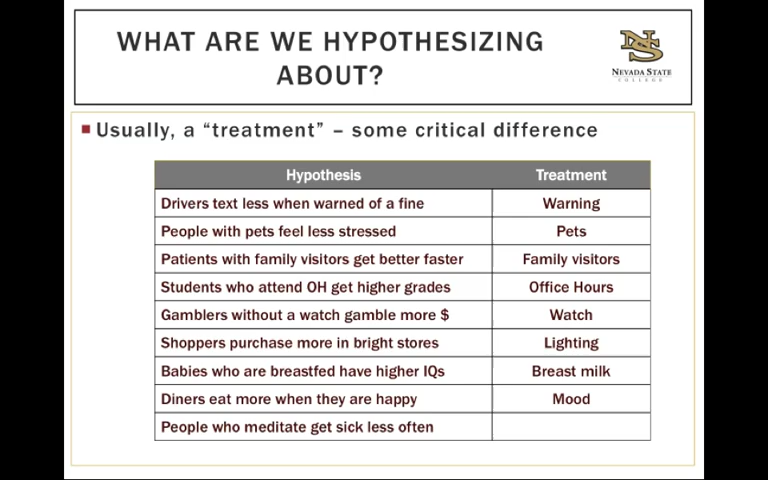 WHAT ARE WE HYPOTHESIZING
ABOUT?
NS
NEVADA STATE
COLLEGE
Usually, a “treatment” – some critical difference
Hypothesis Treatment
Drivers text less when warned of a fine Warning
People with pets feel less stressed Pets
Patients with family visitors get better faster Family visitors
Students who attend OH get higher grades Office Hours
Gamblers without a watch gamble more $ Watch
Shoppers purchase more in bright stores Lighting
Babies who are breastfed have higher IQs Breast milk
Diners eat more when they are happy Mood
People who meditate get sick less often